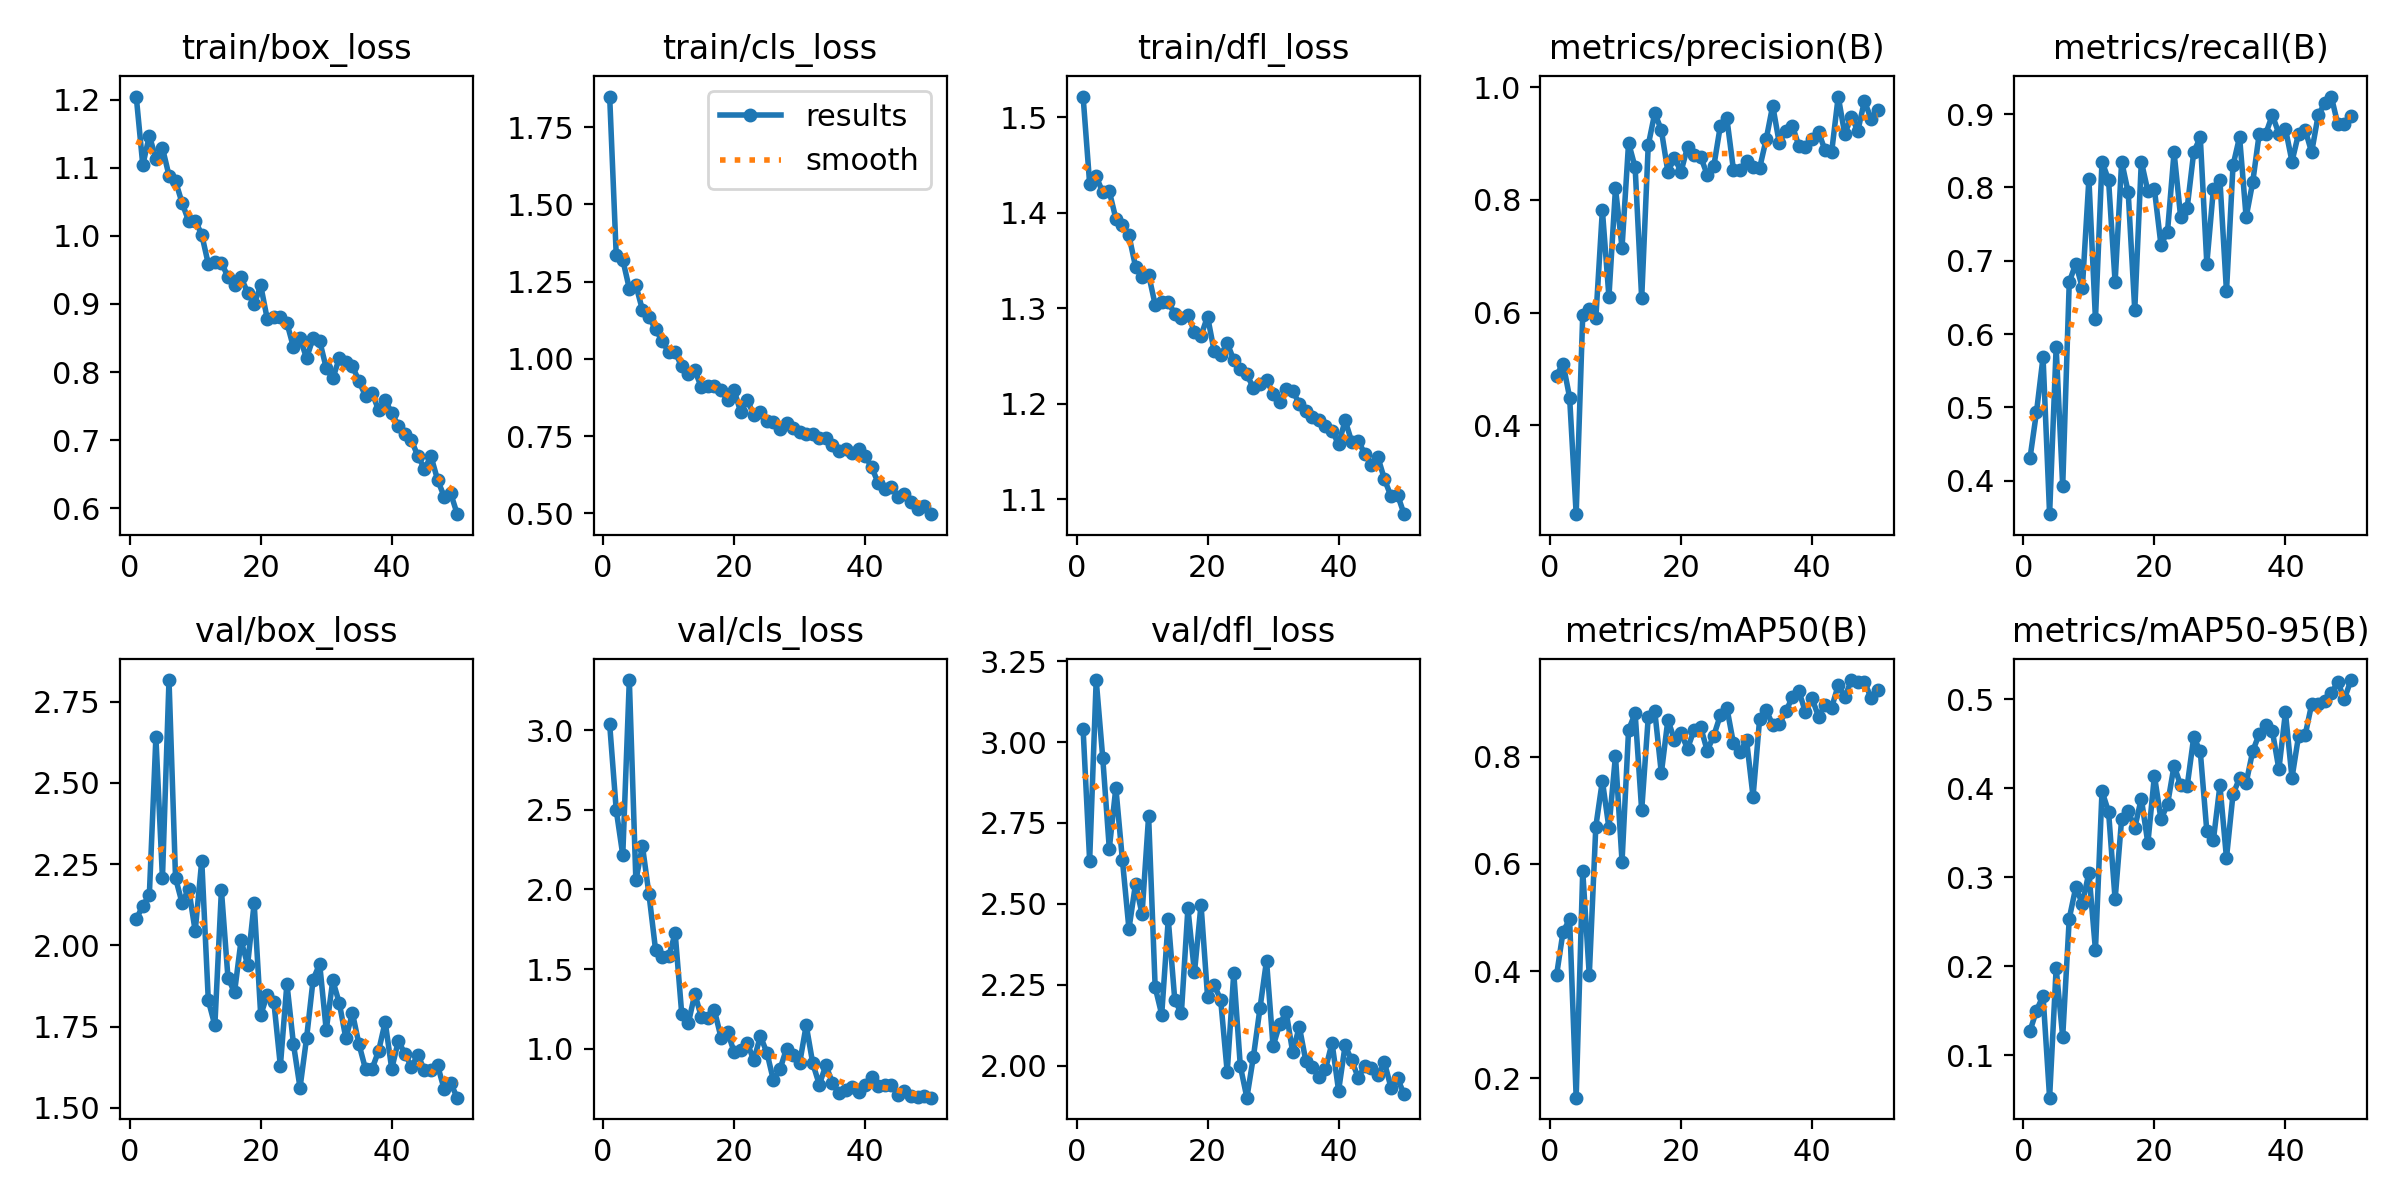 train/box_loss
train/cls_loss
train/dfl_loss
metrics/precision(B)
metrics/recall(B)
1.2
1.1
1.0
0.9
0.8
0.7
0.6
0 20 40
results
smooth
1.75
1.50
1.25
1.00
0.75
0.50
0 20 40
1.5
1.4
1.3
1.2
1.1
0 20 40
1.0
0.8
0.6
0.4
0 20 40
0.9
0.8
0.7
0.6
0.5
0.4
0 20 40
val/box_loss
val/cls_loss
val/dfl_loss
metrics/mAP50(B)
metrics/mAP50-95(B)
2.75
2.50
2.25
2.00
1.75
1.50
0 20 40
3.0
2.5
2.0
1.5
1.0
0 20 40
3.25
3.00
2.75
2.50
2.25
2.00
0 20 40
0.8
0.6
0.4
0.2
0 20 40
0.5
0.4
0.3
0.2
0.1
0 20 40